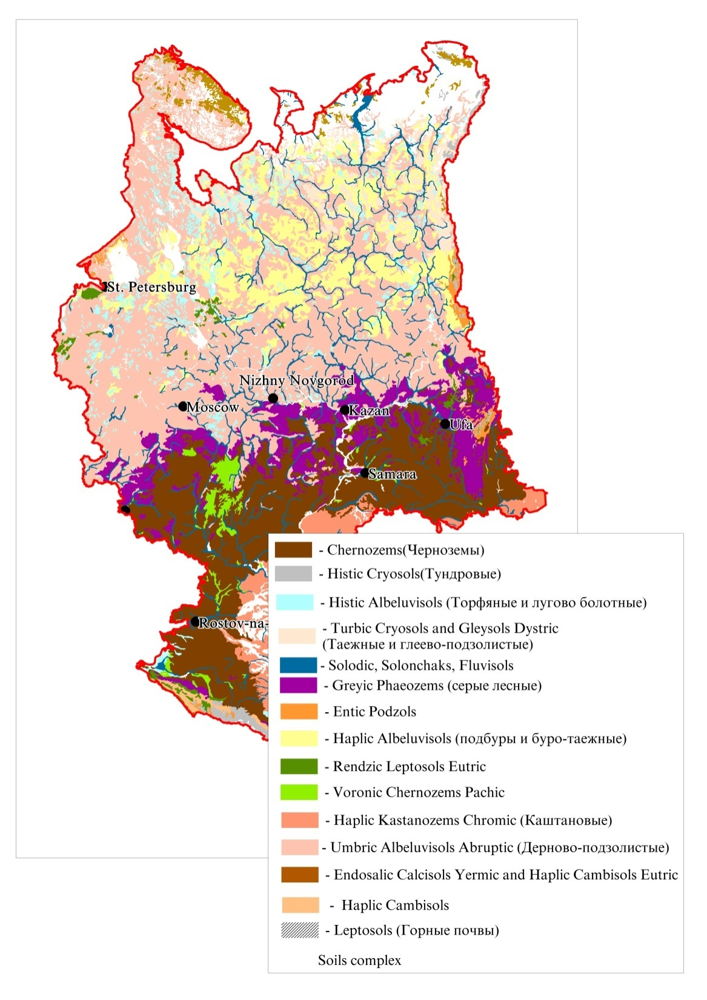 St. Petersburg
Nizhny Novgorod
Moscow
Kazan
Ufa
Samara
Rostov-na-
- Chernozems(Черноземы)
- Histic Cryosols(Тундровые)
- Histic Albeluvisols (Торфяные и лугово болотные)
- Turbic Cryosols and Gleysols Dystric
(Таежные и глеево-подзолистые)
- Solodic, Solonchaks, Fluvisols
- Greyic Phaeozems (серые лесные)
- Entic Podzols
- Haplic Albeluvisols (подбуры и буро-таежные)
- Rendzic Leptosols Eutric
- Voronic Chernozems Pachic
- Haplic Kastanozems Chromic (Каштановые)
- Umbric Albeluvisols Abruptic (Дерново-подзолистые)
- Endosalic Calcisols Yermic and Haplic Cambisols Eutric
- Haplic Cambisols
- Leptosols (Горные почвы)
Soils complex